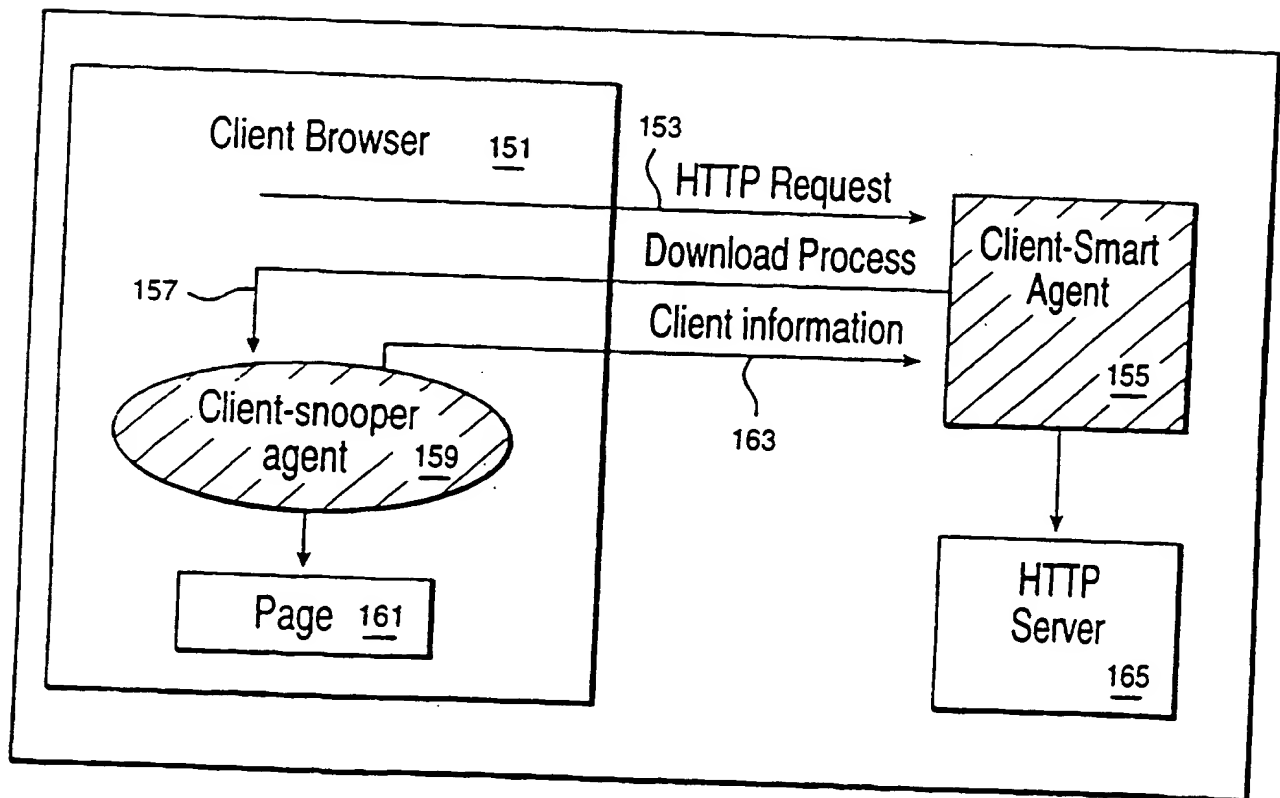 Client Browser 151
153
HTTP Request
Download Process
157
Client information
163
Client-Smart
Agent
155
Client-snooper
agent 159
Page 161
HTTP
Server
165